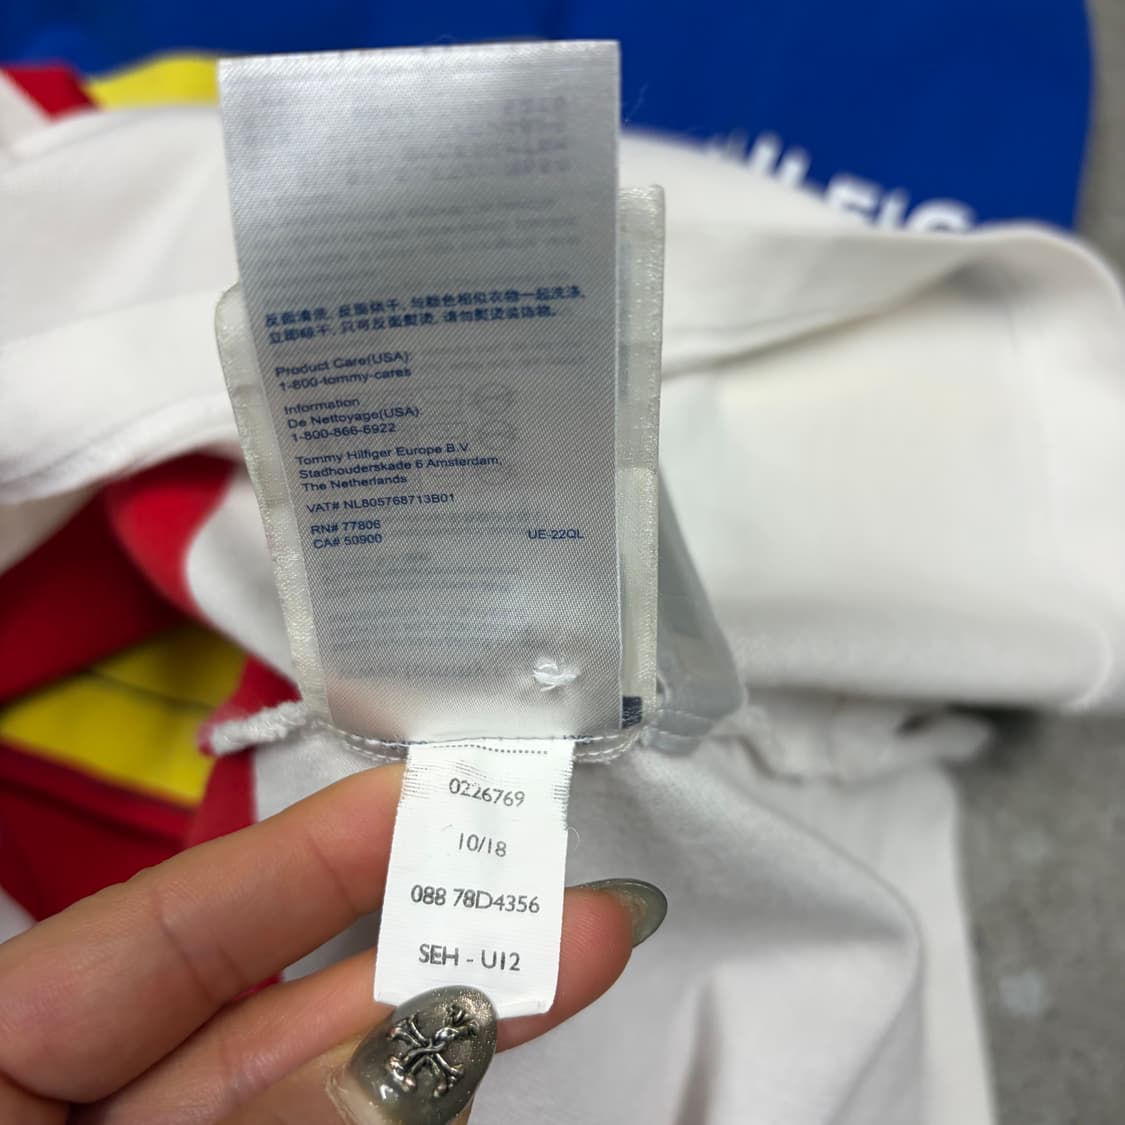 反面清洗, 反面烘干, 与颜色相似衣物一起洗涤,
立即晾干, 只可反面熨烫, 请勿熨烫装饰物。
Product Care(USA):
1-800-tommy-cares
Information
De Nettoyage(USA):
1-800-866-6922
Tommy Hilfiger Europe B.V.
Stadhouderskade 6 Amsterdam,
The Netherlands
VAT# NL805768713B01
RN# 77806
CA# 50900
UE-22QL
0226769
10/18
088 78D4356
SEH - U12